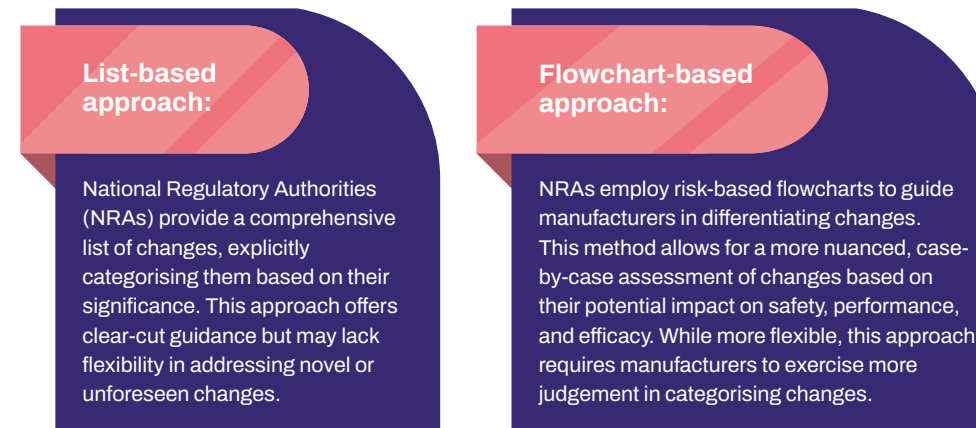 List-based
approach:
National Regulatory Authorities
(NRAs) provide a comprehensive
list of changes, explicitly
categorising them based on their
significance. This approach offers
clear-cut guidance but may lack
flexibility in addressing novel or
unforeseen changes.
Flowchart-based
approach:
NRAs employ risk-based flowcharts to guide
manufacturers in differentiating changes.
This method allows for a more nuanced, case-
by-case assessment of changes based on
their potential impact on safety, performance,
and efficacy. While more flexible, this approach
requires manufacturers to exercise more
judgement in categorising changes.